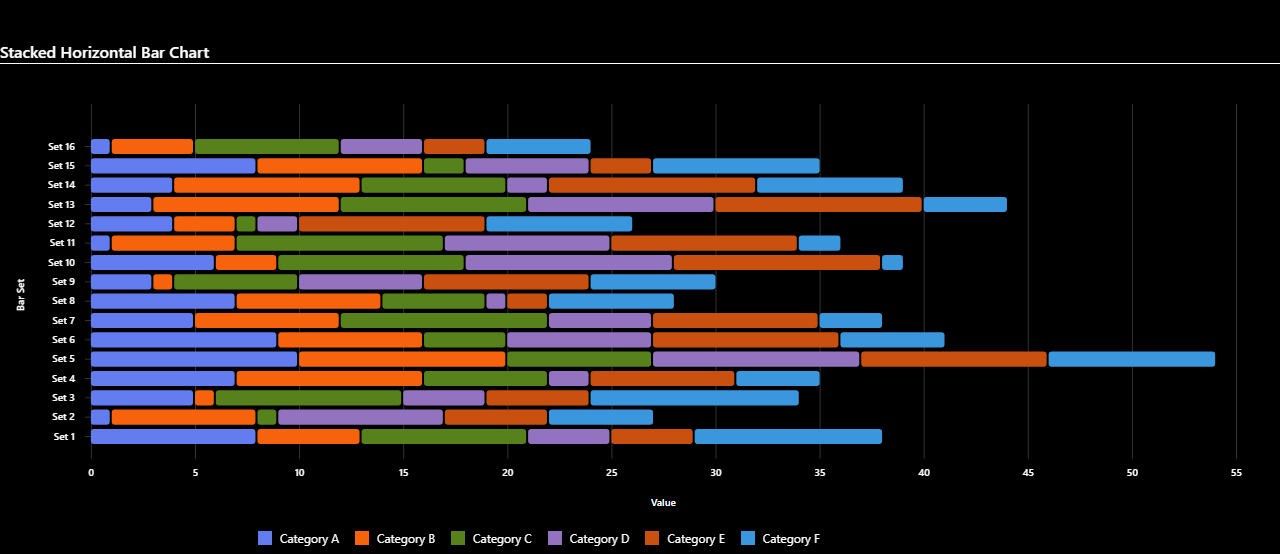 Stacked Horizontal Bar Chart
Set 16
Set 15
Set 14
Set 13
Set 12
Set 11
Set 10
Set 9
Set 8
Set 7
Set 6
Set 5
Set 4
Set 3
Set 2
Set 1
Bar Set
0 5 10 15 20 25 30 35 40 45 50 55
Value
Category A Category B Category C Category D Category E Category F